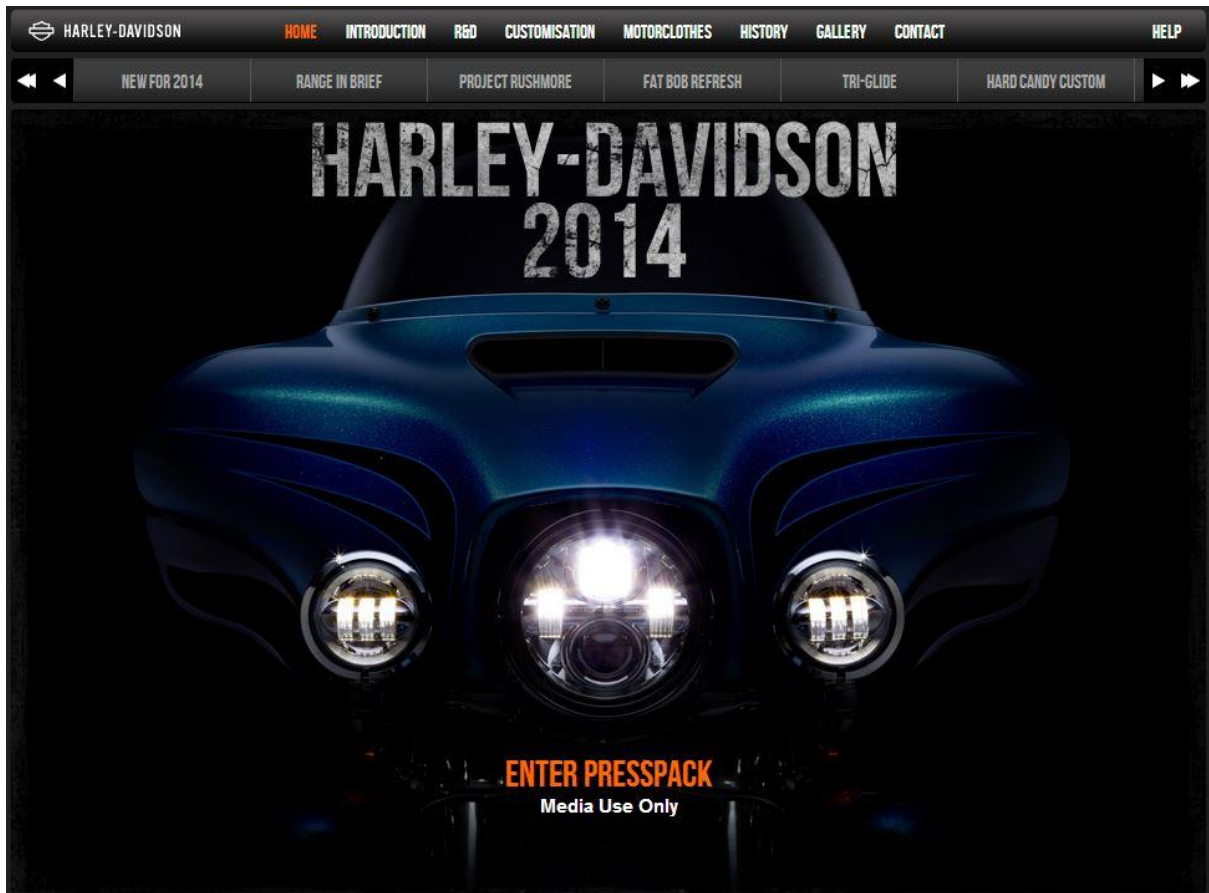 HARLEY-DAVIDSON HOME INTRODUCTION R&D CUSTOMISATION MOTORCLOTHES HISTORY GALLERY CONTACT HELP
NEW FOR 2014 RANGE IN BRIEF PROJECT RUSHMORE FAT BOB REFRESH TRI-GLIDE HARD CANDY CUSTOM
HARLEY-DAVIDSON
2014
ENTER PRESSPACK
Media Use Only